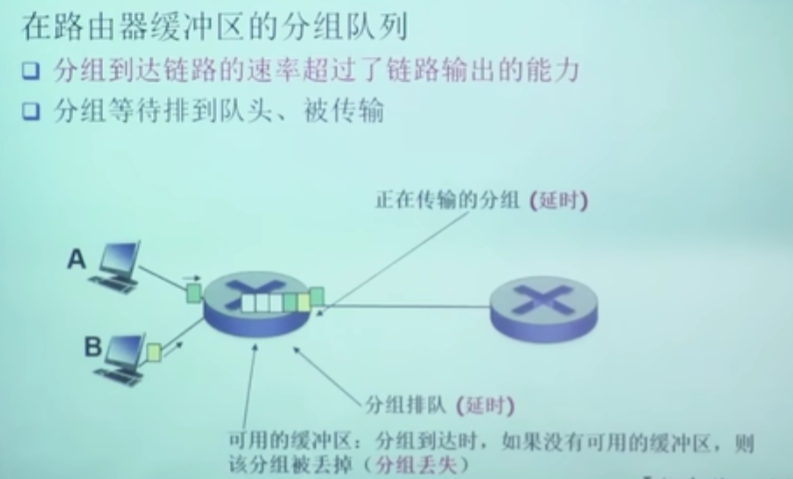 在路由器缓冲区的分组队列
分组到达链路的速率超过了链路输出的能力
分组等待排到队头、被传输
正在传输的分组 (延时)
A
B
分组排队 (延时)
可用的缓冲区：分组到达时，如果没有可用的缓冲区，则
该分组被丢掉（分组丢失）